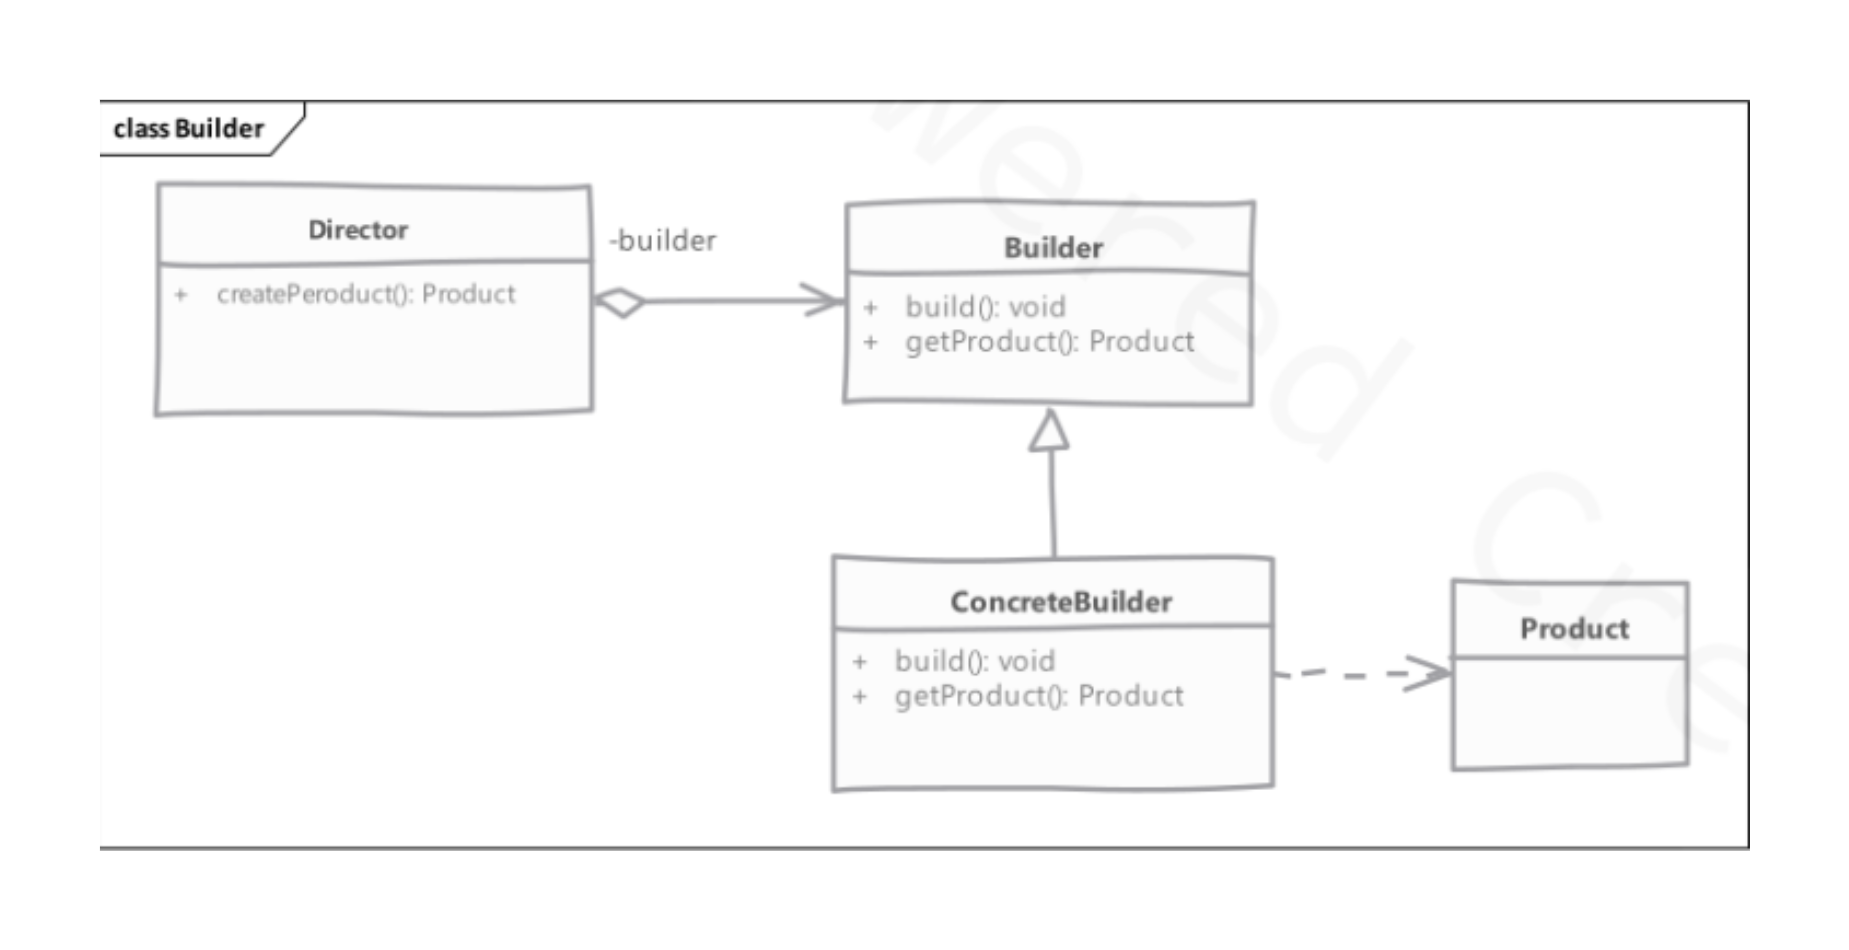 class Builder
Director
+ createPeroduct(): Product
-builder
Builder
+ build(): void
+ getProduct(): Product
ConcreteBuilder
+ build(): void
+ getProduct(): Product
Product
wered Cre